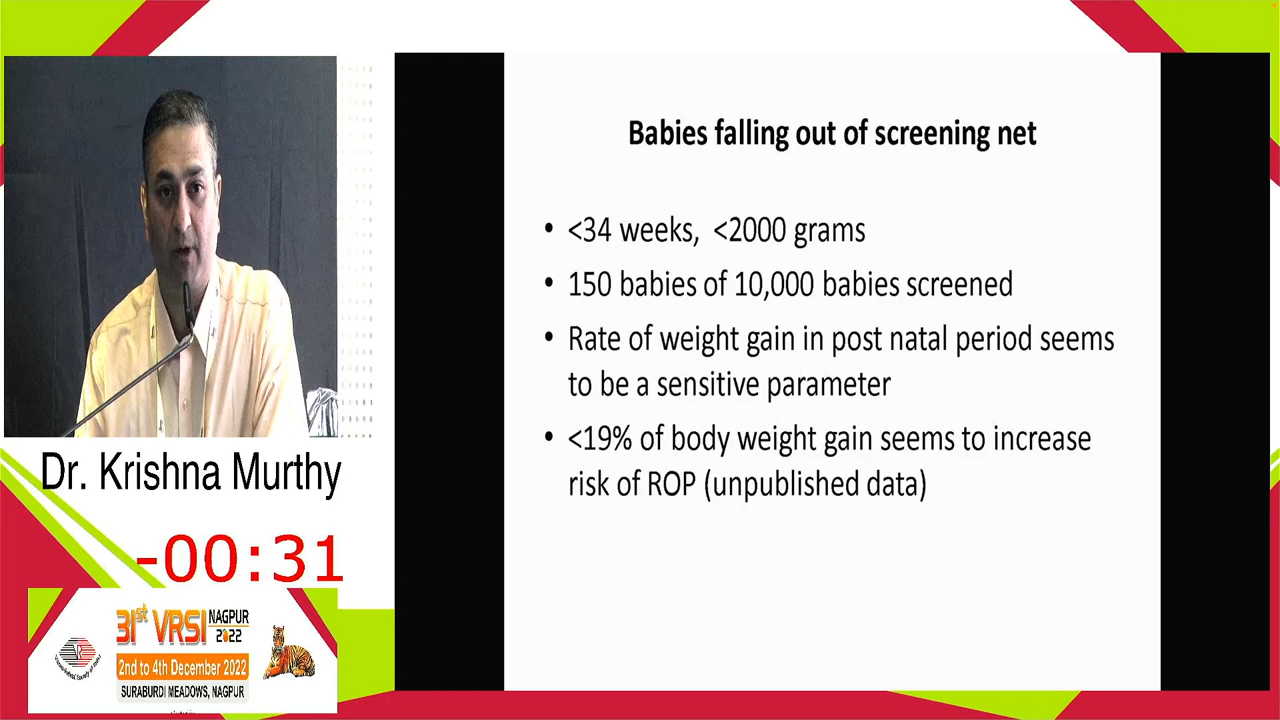 Babies falling out of screening net
• <34 weeks, <2000 grams
• 150 babies of 10,000 babies screened
• Rate of weight gain in post natal period seems
to be a sensitive parameter
• <19% of body weight gain seems to increase
risk of ROP (unpublished data)
Dr. Krishna Murthy
-00:31
31st VRSI NAGPUR
2022
2nd to 4th December 2022
SURABURDI MEADOWS, NAGPUR